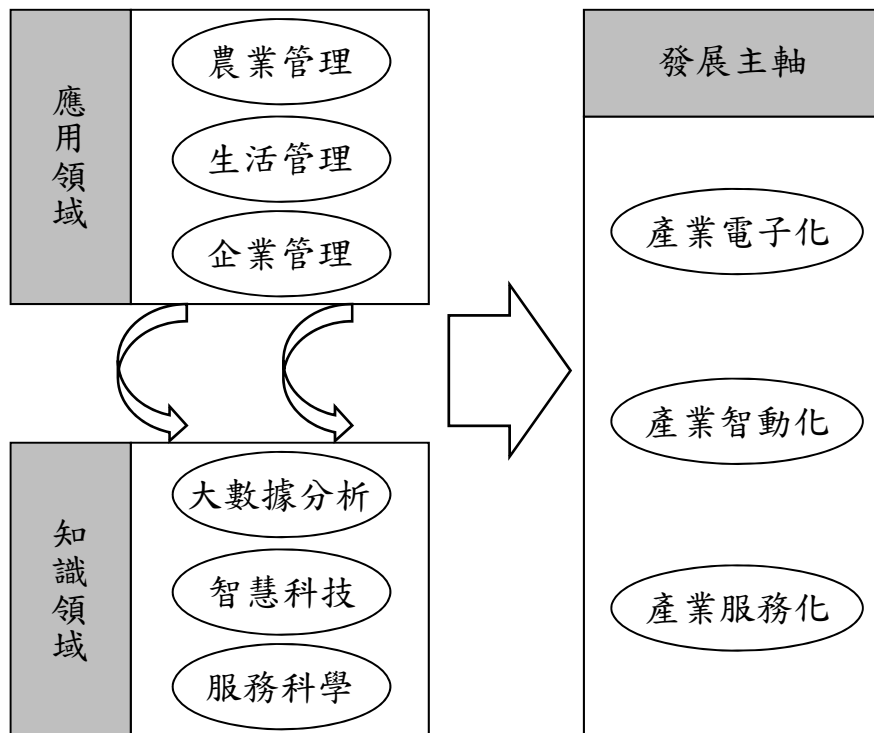 應用領域
農業管理
生活管理
企業管理
知識領域
大數據分析
智慧科技
服務科學
發展主軸
產業電子化
產業智動化
產業服務化